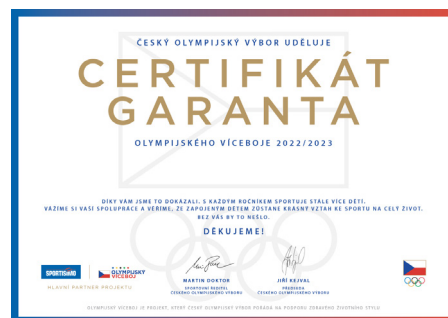 ČESKÝ OLYMPIJSKÝ VÝBOR UDĚLUJE
CERTIFIKÁT
GARANTA
OLYMPIJSKÉHO VÍCEBOJE 2022/2023
DÍKY VÁM JSME TO DOKÁZALI. S KAŽDÝM ROČNÍKEM SPORTUJE STÁLE VÍCE DĚTÍ.
VÁŽÍME SI VAŠÍ SPOLUPRÁCE A VĚŘÍME, ŽE ZAPOJENÝM DĚTEM ZŮSTANE KRÁSNÝ VZTAH KE SPORTU NA CELÝ ŽIVOT.
BEZ VÁS BY TO NEŠLO.
DĚKUJEME!
SPORTISIMO
OLYMPIJSKÝ
VÍCEBOJ
HLAVNÍ PARTNER PROJEKTU
MARTIN DOKTOR
SPORTOVNÍ ŘEDITEL
ČESKÉHO OLYMPIJSKÉHO VÝBORU
JIŘÍ KEJVAL
PŘEDSEDA
ČESKÉHO OLYMPIJSKÉHO VÝBORU
OLYMPIJSKÝ VÍCEBOJ JE PROJEKT, KTERÝ ČESKÝ OLYMPIJSKÝ VÝBOR POŘÁDÁ NA PODPORU ZDRAVÉHO ŽIVOTNÍHO STYLU